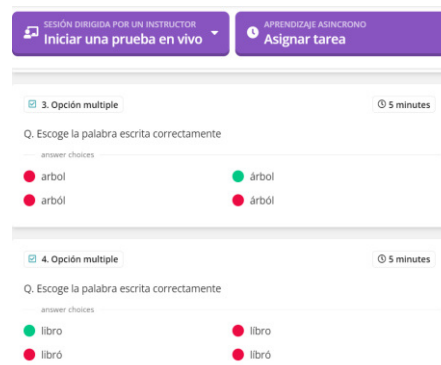 SESIÓN DIRIGIDA POR UN INSTRUCTOR
Iniciar una prueba en vivo
APRENDIZAJE ASINCRONO
Asignar tarea
3. Opción multiple
5 minutes
Q. Escoge la palabra escrita correctamente
answer choices
arbol
árbol
arból
árból
4. Opción multiple
5 minutes
Q. Escoge la palabra escrita correctamente
answer choices
libro
líbro
libró
líbró